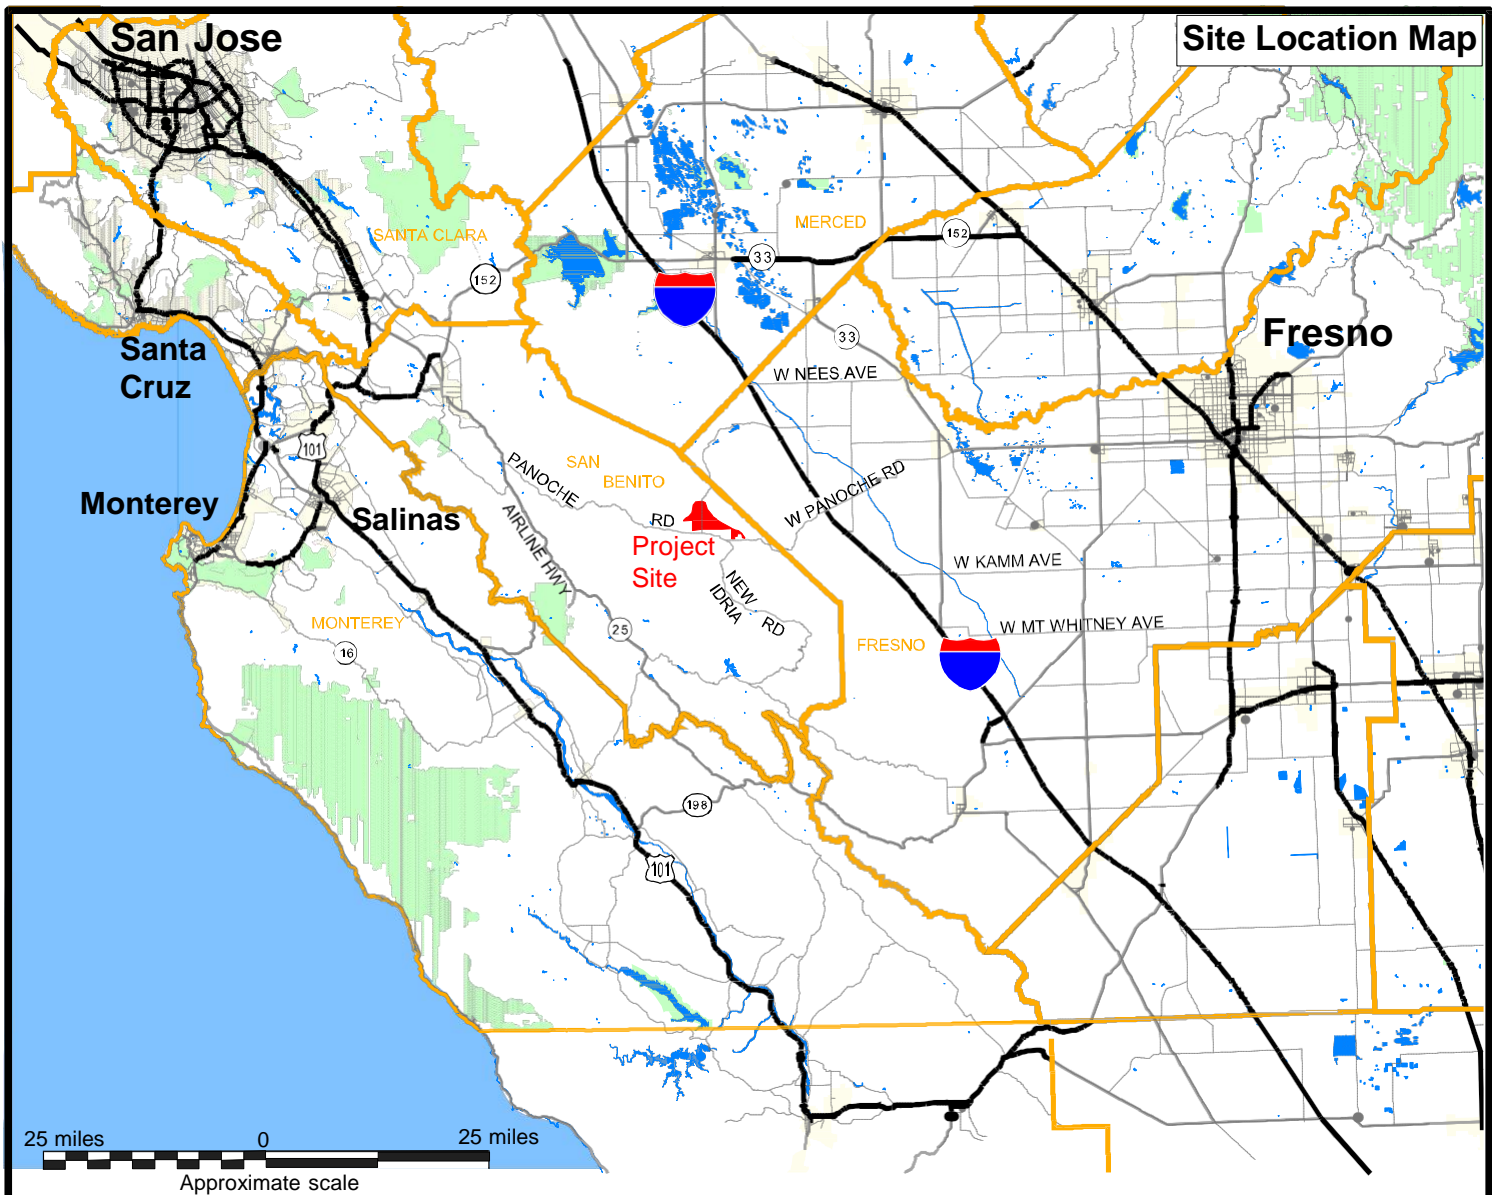 San Jose
Site Location Map
SANTA CLARA
MERCED
152
33
152
33
Santa
Cruz
Fresno
W NEES AVE
101
SAN
BENITO
PANOCHE
RD
W PANOCHE RD
Monterey
Salinas
AIRLINE HWY
Project
Site
NEW
IDRIA
RD
W KAMM AVE
MONTEREY
16
25
FRESNO
W MT WHITNEY AVE
198
101
25 miles
0
25 miles
Approximate scale